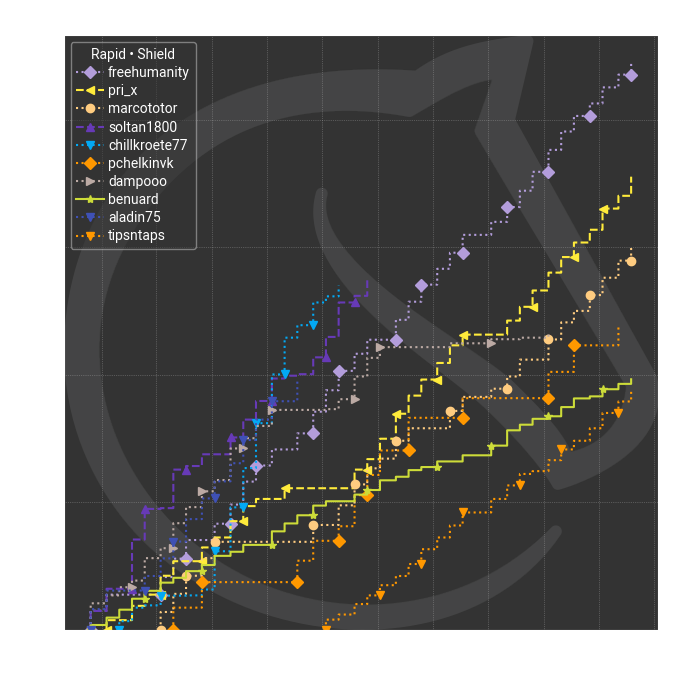 Rapid • Shield
freehumanity
pri_x
marcototor
soltan1800
chillkroete77
pchelkinvk
dampooo
benuard
aladin75
tipsntaps